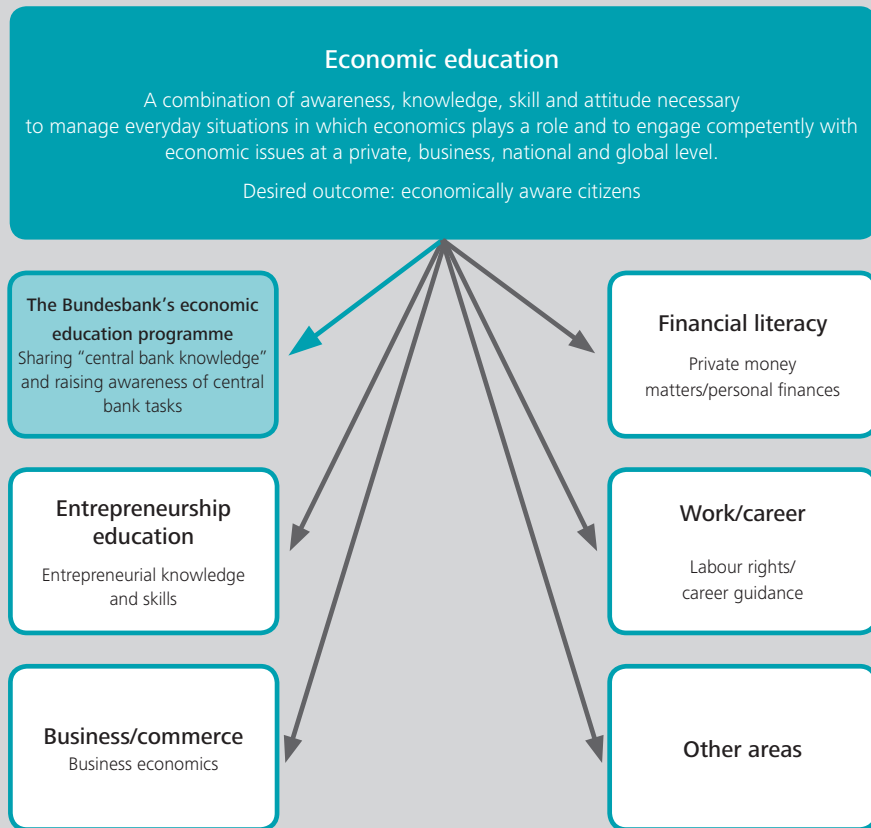 Economic education
A combination of awareness, knowledge, skill and attitude necessary
to manage everyday situations in which economics plays a role and to engage competently with
economic issues at a private, business, national and global level.
Desired outcome: economically aware citizens
The Bundesbank’s economic
education programme
Sharing “central bank knowledge”
and raising awareness of central
bank tasks
Financial literacy
Private money
matters/personal finances
Entrepreneurship
education
Entrepreneurial knowledge
and skills
Work/career
Labour rights/
career guidance
Business/commerce
Business economics
Other areas